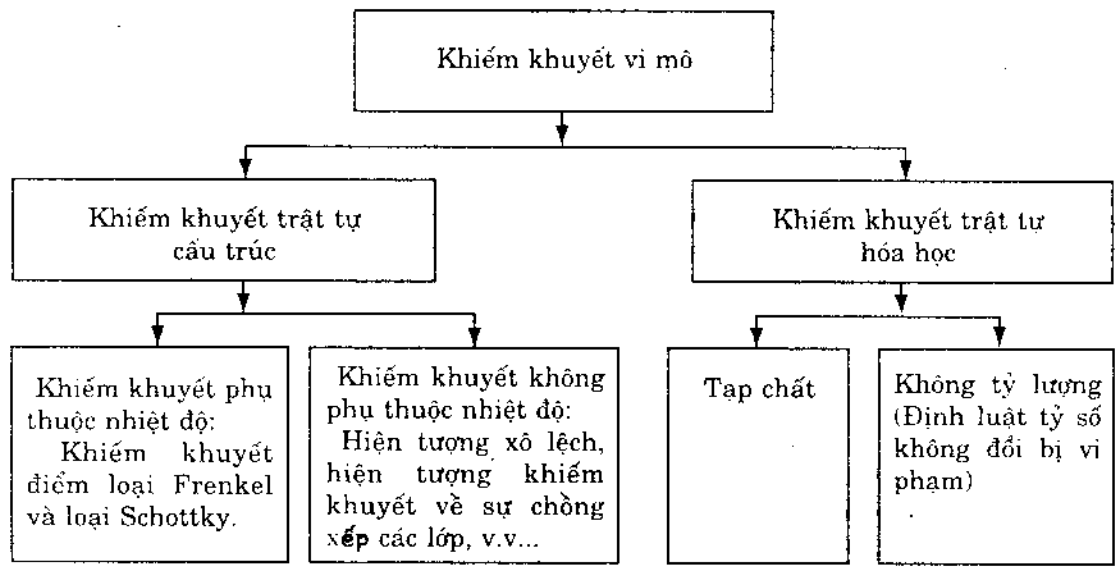 Khiếm khuyết vi mô
Khiếm khuyết trật tự
cấu trúc
Khiếm khuyết trật tự
hóa học
Khiếm khuyết phụ
thuộc nhiệt độ:
Khiếm khuyết
điểm loại Frenkel
và loại Schottky.
Khiếm khuyết không
phụ thuộc nhiệt độ:
Hiện tượng xô lệch,
hiện tượng khiếm
khuyết về sự chồng
xếp các lớp, v.v...
Tạp chất
Không tỷ lượng
(Định luật tỷ số
không đổi bị vi
phạm)